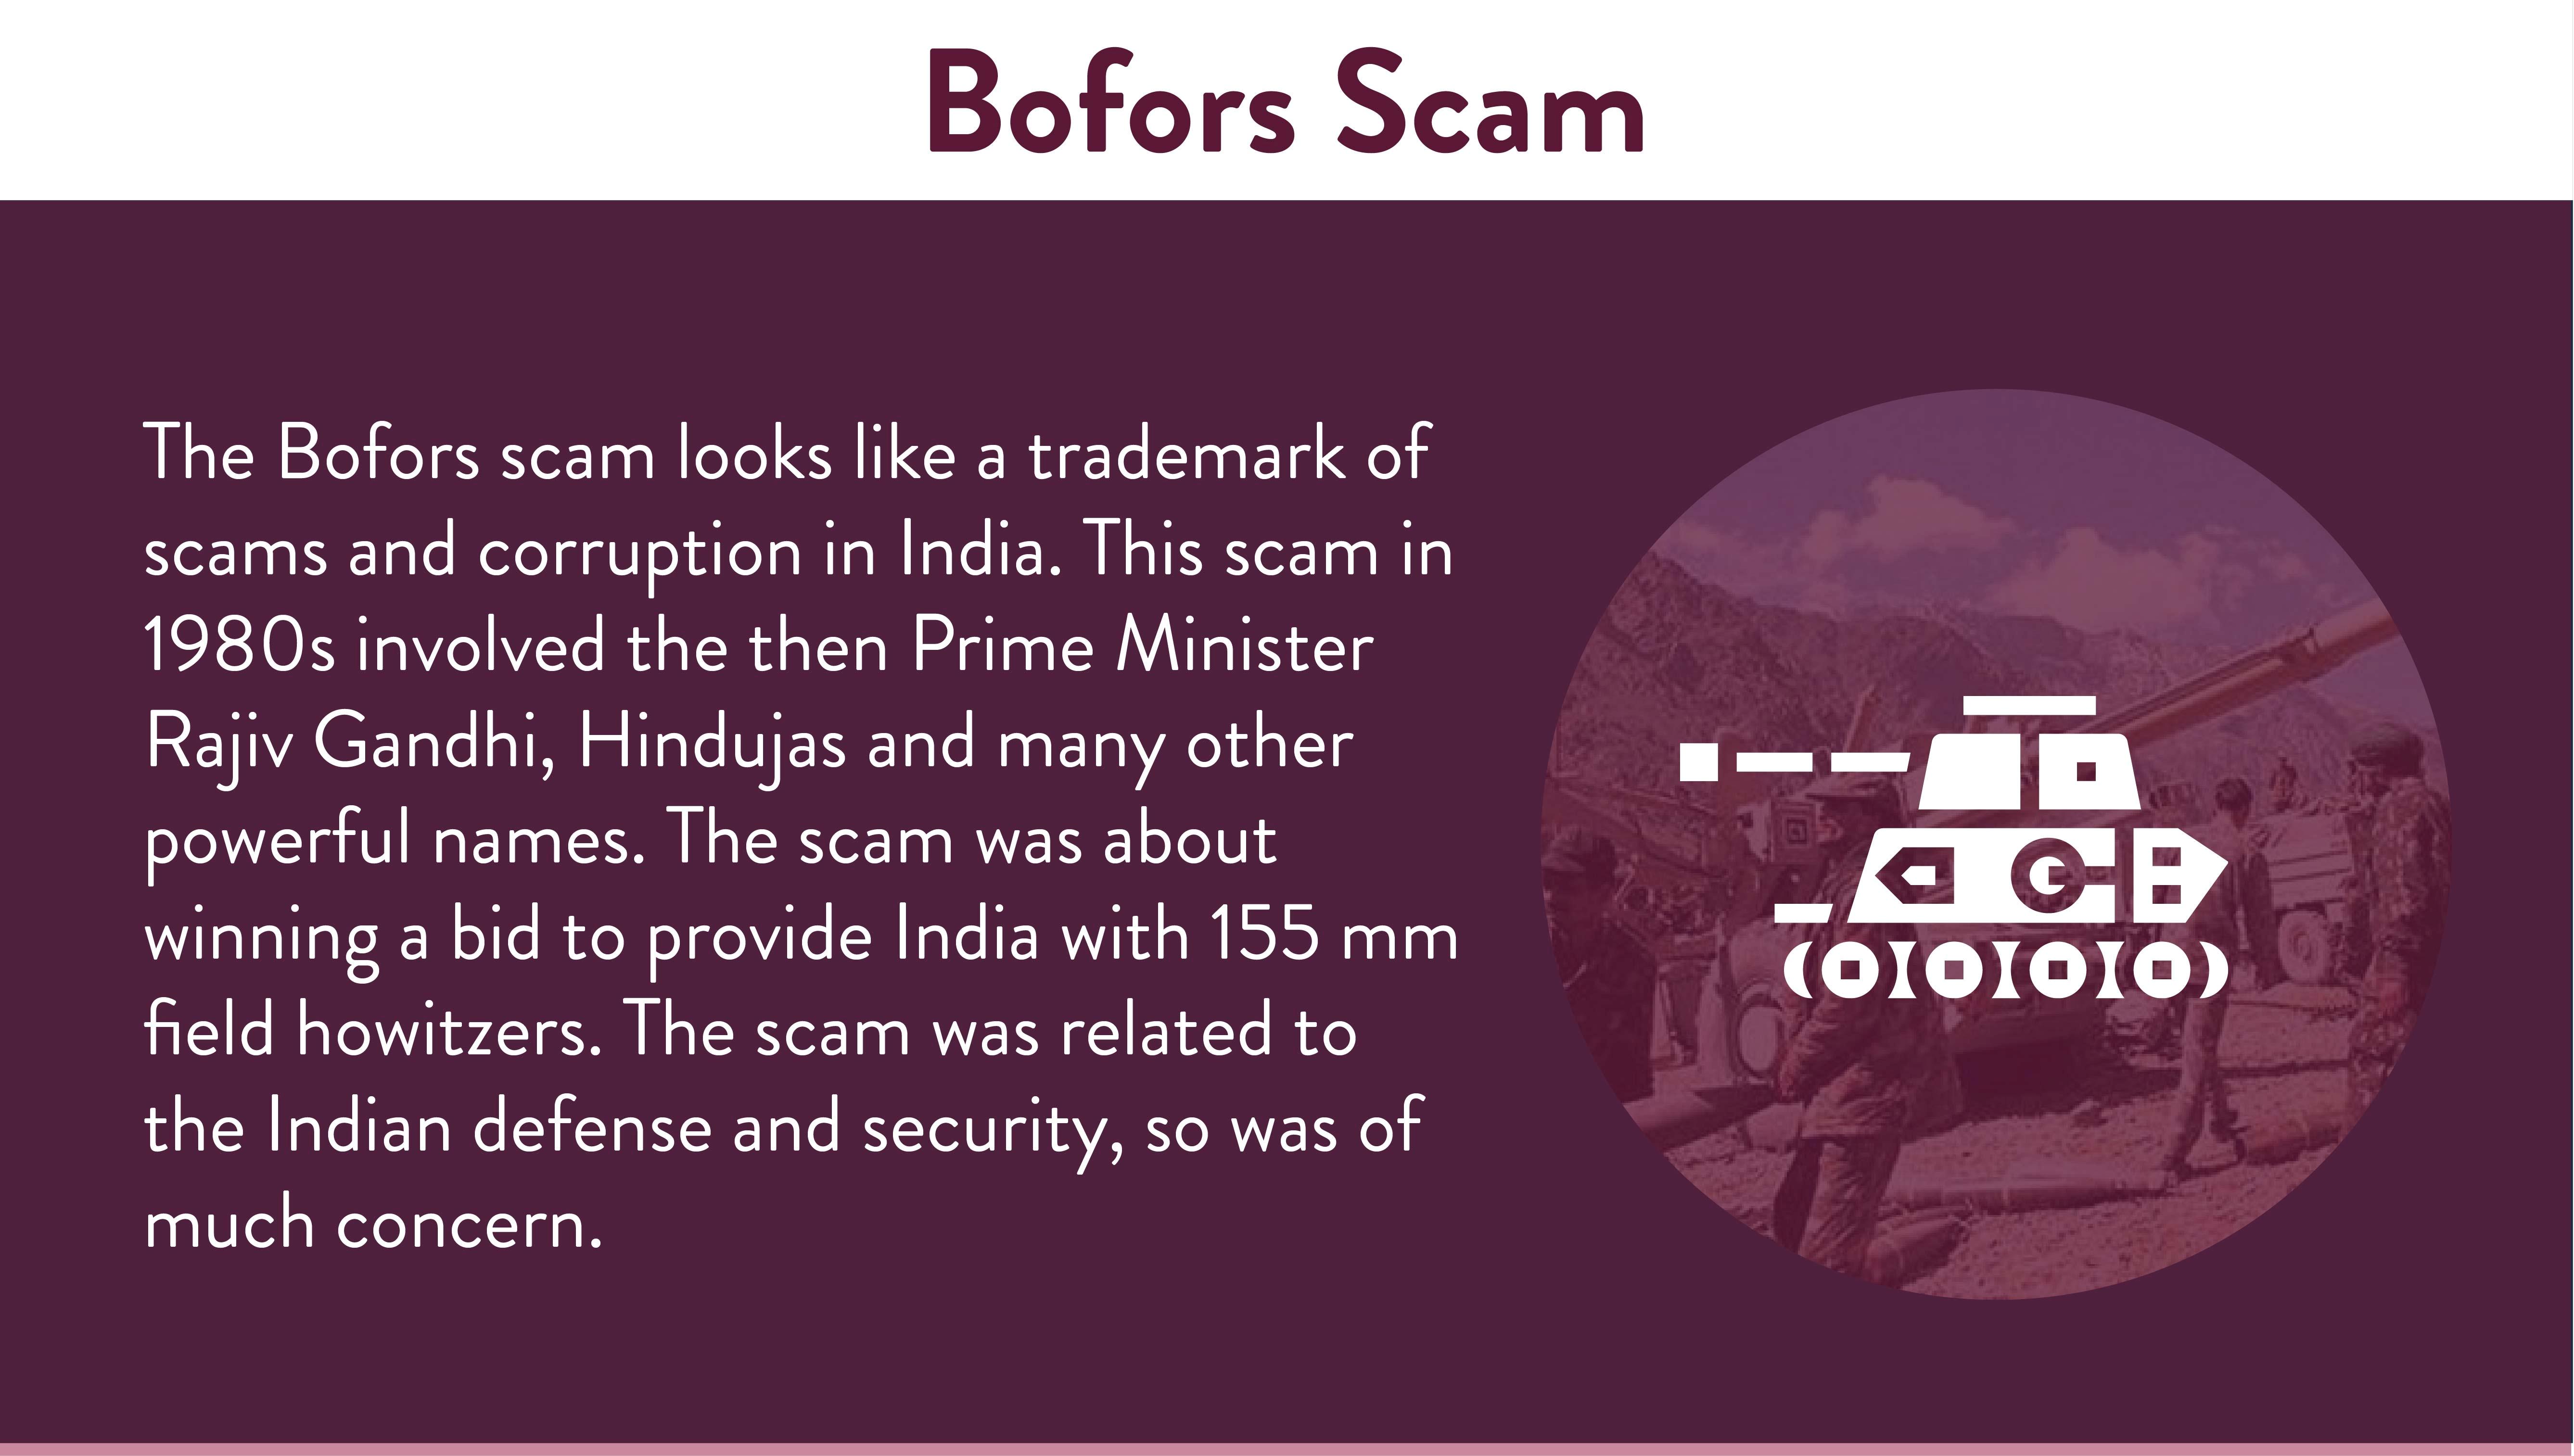 Bofors Scam
The Bofors scam looks like a trademark of
scams and corruption in India. This scam in
1980s involved the then Prime Minister
Rajiv Gandhi, Hindujas and many other
powerful names. The scam was about
winning a bid to provide India with 155 mm
field howitzers. The scam was related to
the Indian defense and security, so was of
much concern.